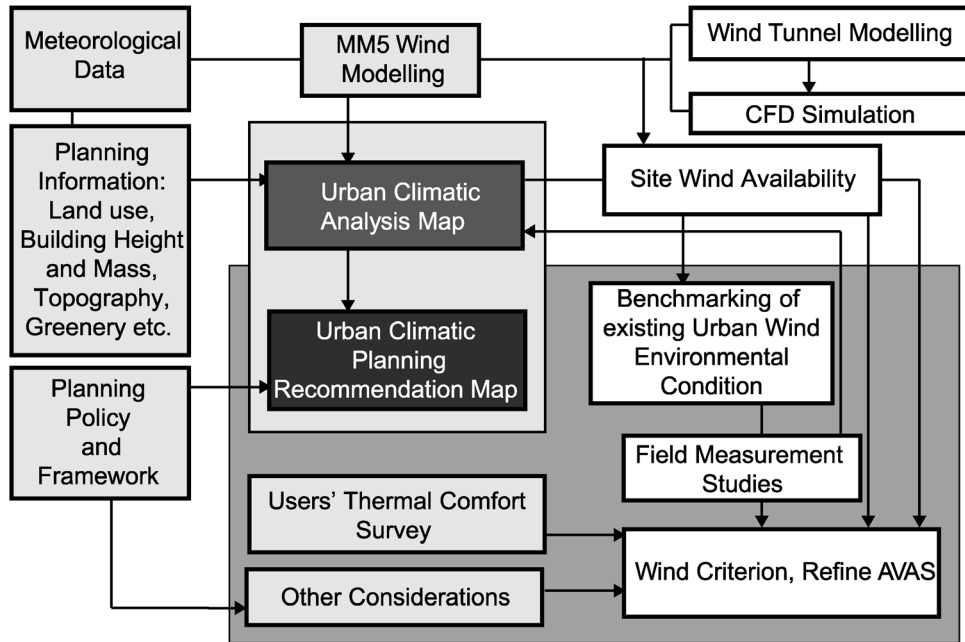 Meteorological
Data
MM5 Wind
Modelling
Wind Tunnel Modelling
CFD Simulation
Planning
Information:
Land use,
Building Height
and Mass,
Topography,
Greenery etc.
Urban Climatic
Analysis Map
Site Wind Availability
Urban Climatic
Planning
Recommendation Map
Benchmarking of
existing Urban Wind
Environmental
Condition
Planning
Policy
and
Framework
Field Measurement
Studies
Users’ Thermal Comfort
Survey
Wind Criterion, Refine AVAS
Other Considerations